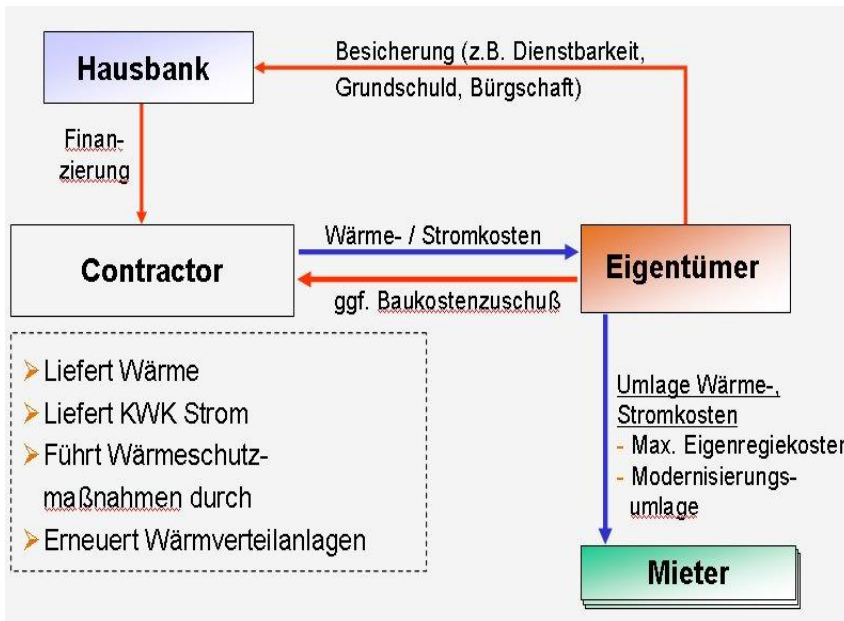 Hausbank
Besicherung (z.B. Dienstbarkeit,
Grundschuld, Bürgschaft)
Finan-
zierung
Contractor
Wärme- / Stromkosten
ggf. Baukostenzuschuß
Eigentümer
➢ Liefert Wärme
➢ Liefert KWK Strom
➢ Führt Wärmeschutz-
maßnahmen durch
➢ Erneuert Wärmverteilanlagen
Umlage Wärme-,
Stromkosten
- Max. Eigenregiekosten
- Modernisierungs-
umlage
Mieter